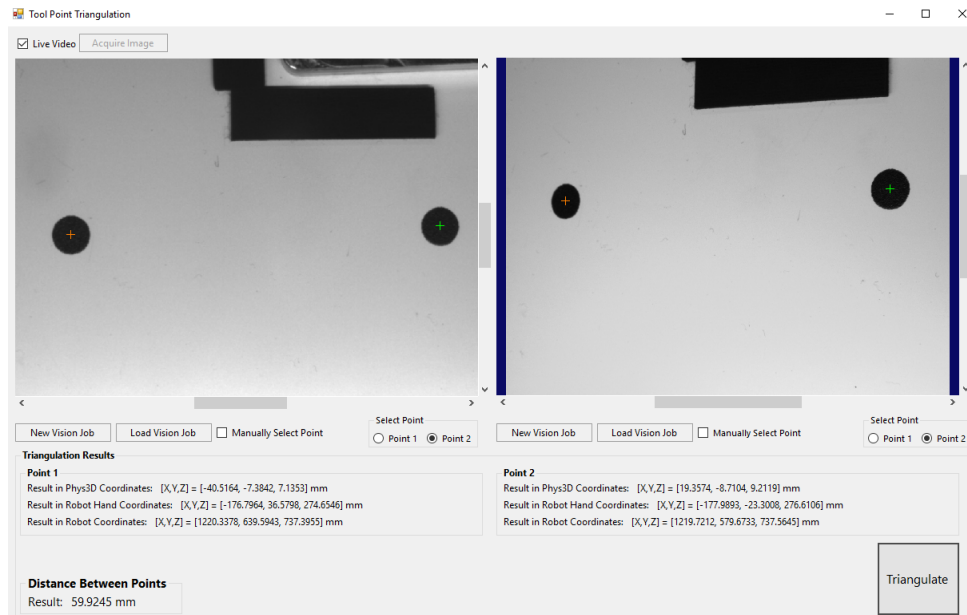 Tool Point Triangulation
Live Video Acquire Image
New Vision Job Load Vision Job Manually Select Point
Select Point
Point 1 Point 2
New Vision Job Load Vision Job Manually Select Point
Select Point
Point 1 Point 2
Triangulation Results
Point 1
Result in Phys3D Coordinates: [X,Y,Z] = [-40.5164, -7.3842, 7.1353] mm
Result in Robot Hand Coordinates: [X,Y,Z] = [-176.7964, 36.5798, 274.6546] mm
Result in Robot Coordinates: [X,Y,Z] = [1220.3378, 639.5943, 737.3955] mm
Point 2
Result in Phys3D Coordinates: [X,Y,Z] = [19.3574, -8.7104, 9.2119] mm
Result in Robot Hand Coordinates: [X,Y,Z] = [-177.9893, -23.3008, 276.6106] mm
Result in Robot Coordinates: [X,Y,Z] = [1219.7212, 579.6733, 737.5645] mm
Distance Between Points
Result: 59.9245 mm
Triangulate